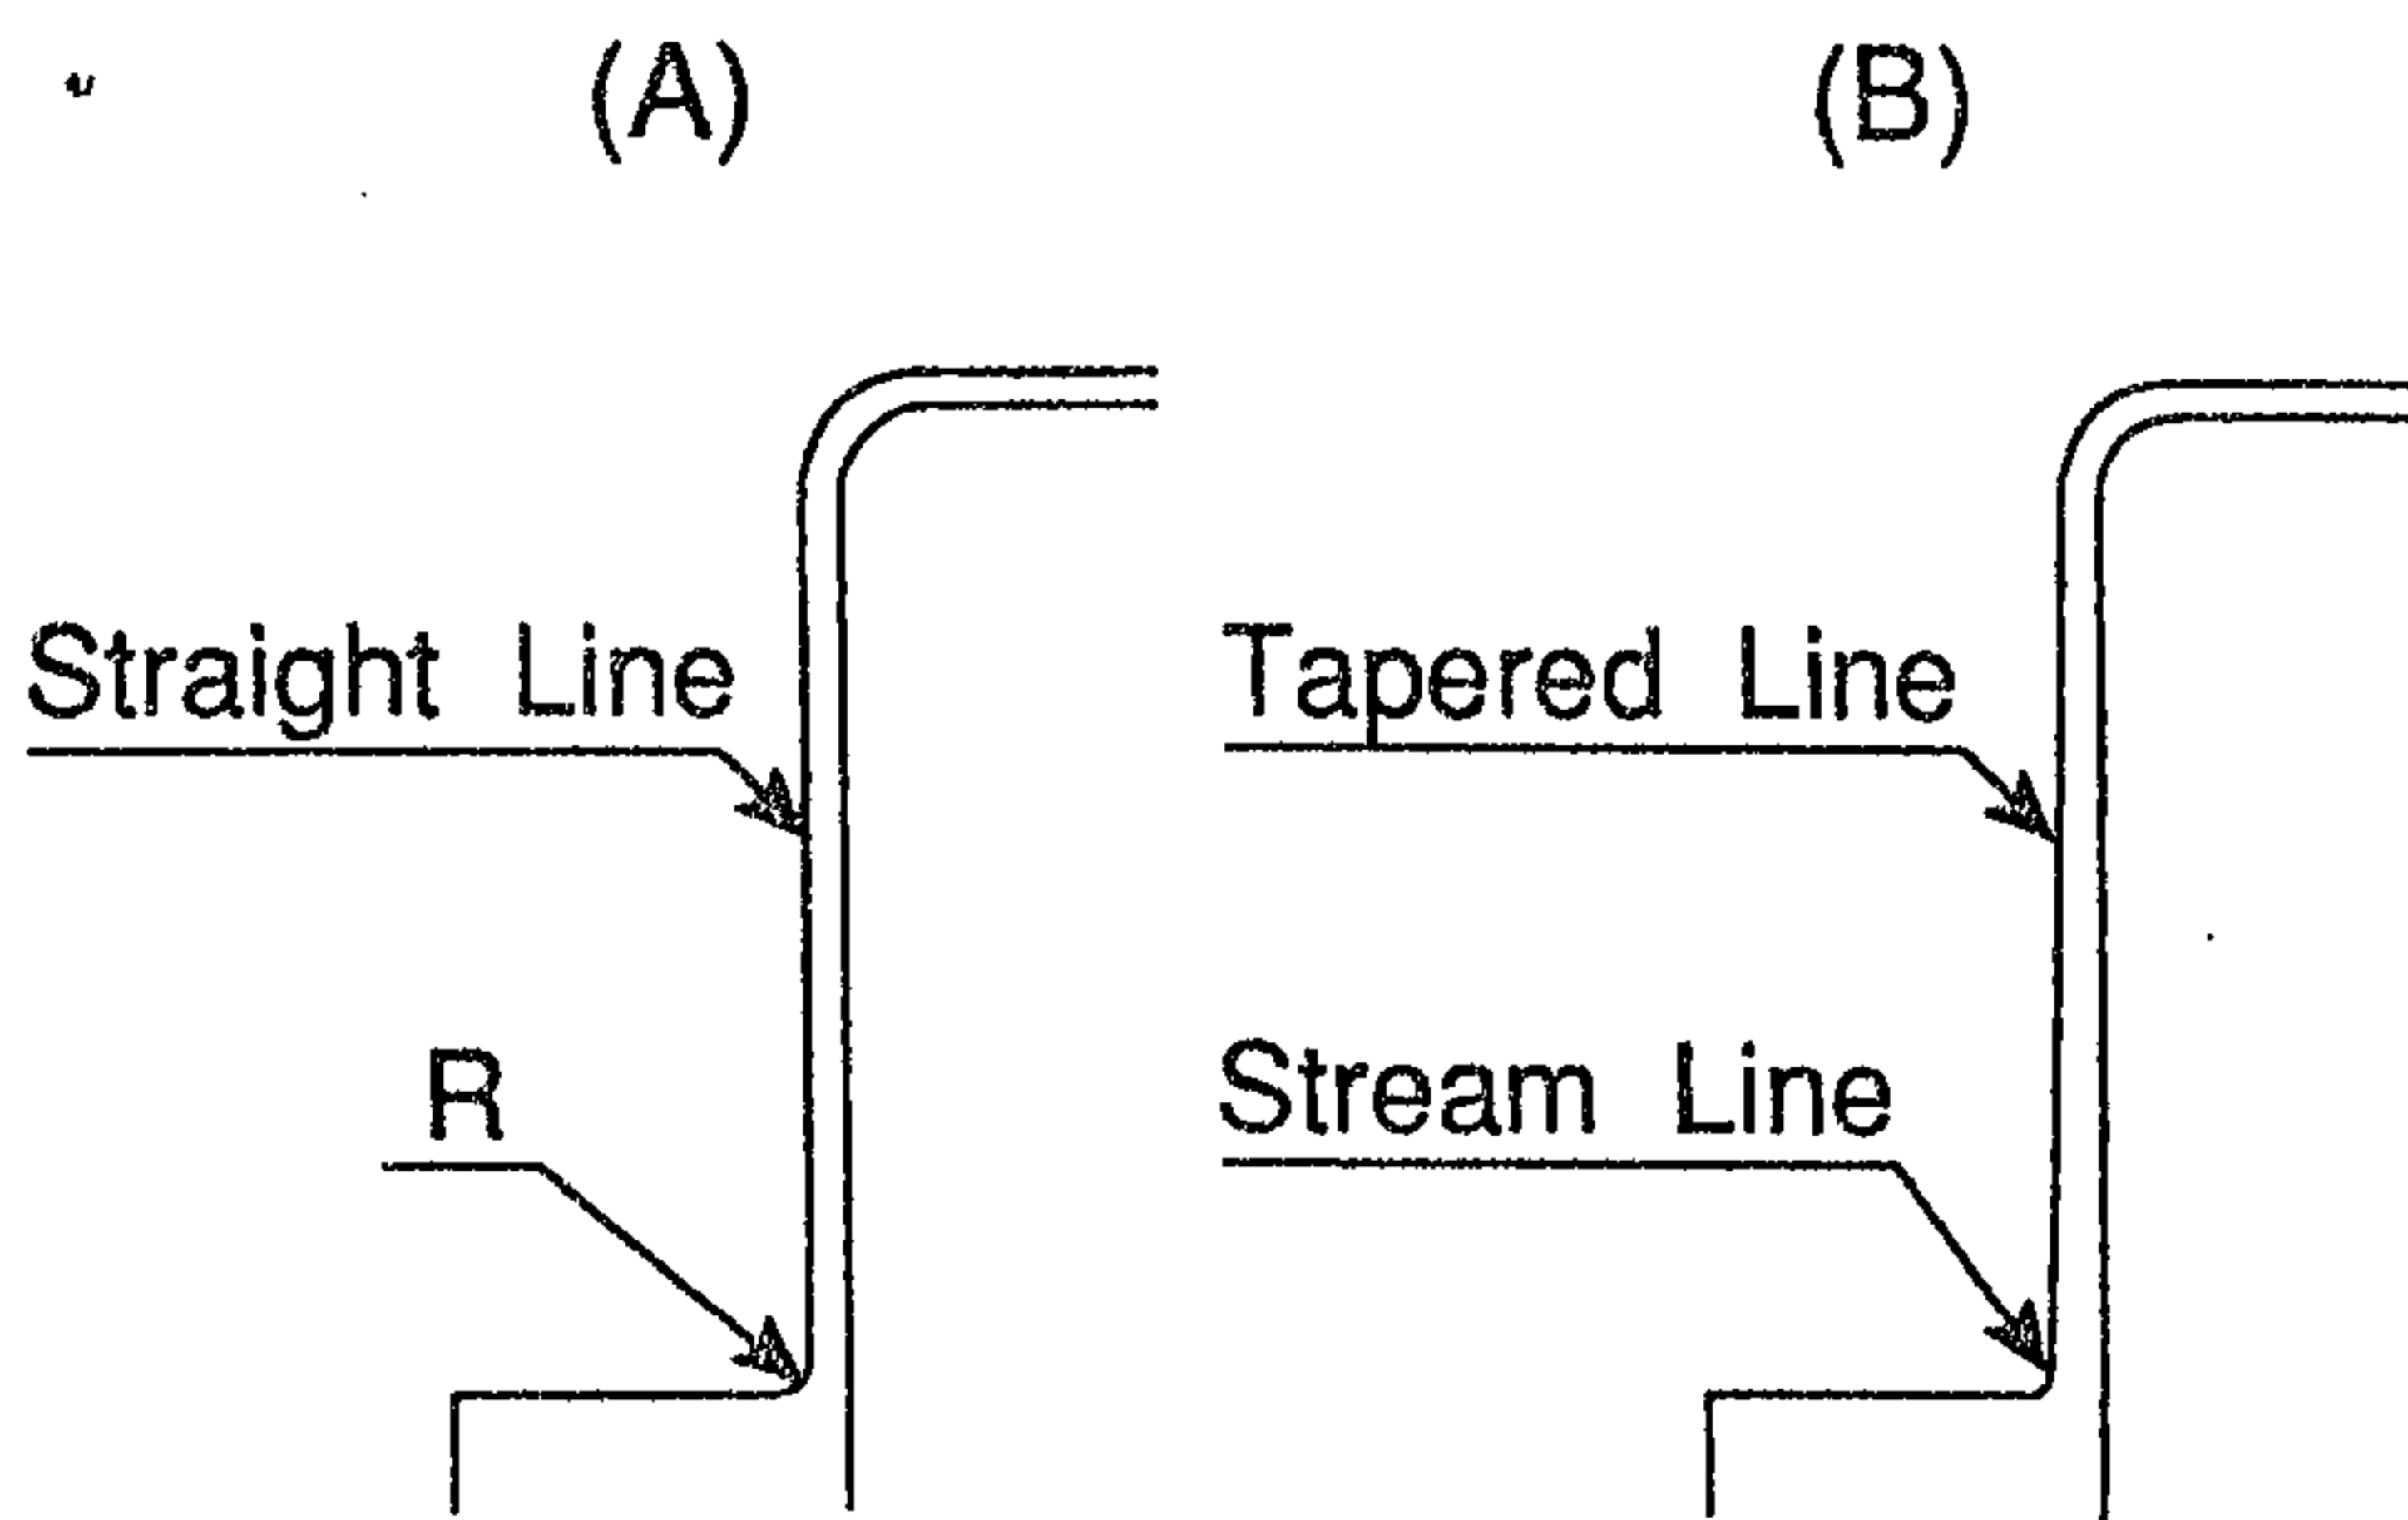 (A)
(B)
Straight Line
Tapered Line
R
Stream Line